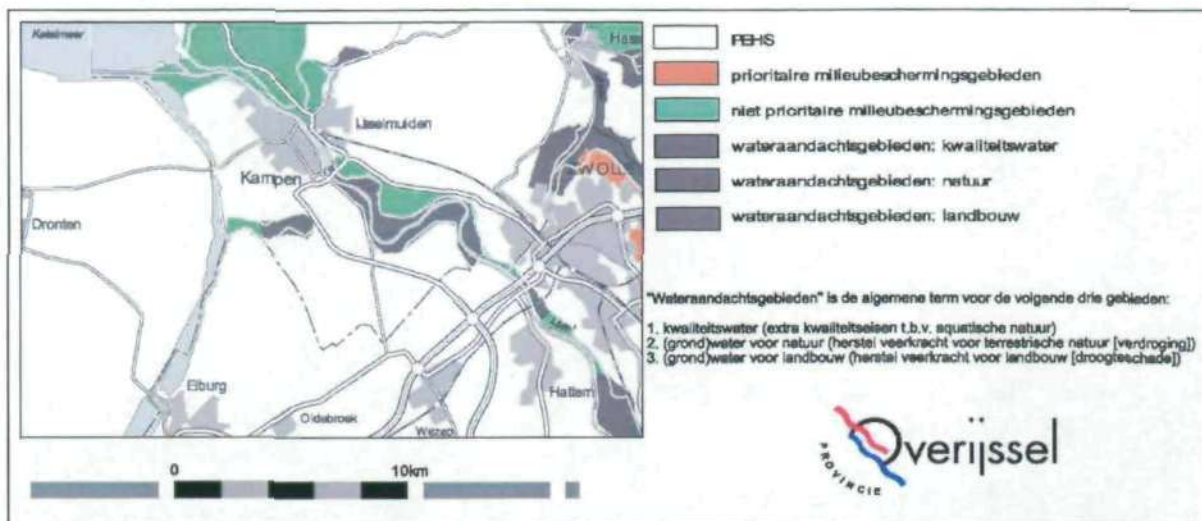 Ketelmeer
IJsselmuiden
Kampen
Dronten
Elburg
Oldebroek
Wezep
Hattem
Hass
WOLL
PEHS
prioritaire milieubeschermingsgebieden
niet prioritaire milieubeschermingsgebieden
wateraandachtsgebieden: kwaliteitswater
wateraandachtsgebieden: natuur
wateraandachtsgebieden: landbouw
"Wateraandachtsgebieden" is de algemene term voor de volgende drie gebieden:
1. kwaliteitswater (extra kwaliteitseisen t.b.v. aquatische natuur)
2. (grond)water voor natuur (herstel veerkracht voor terrestrische natuur [verdroging])
3. (grond)water voor landbouw (herstel veerkracht voor landbouw [droogteschade])
0 10km
PROVINCIE
Overijssel